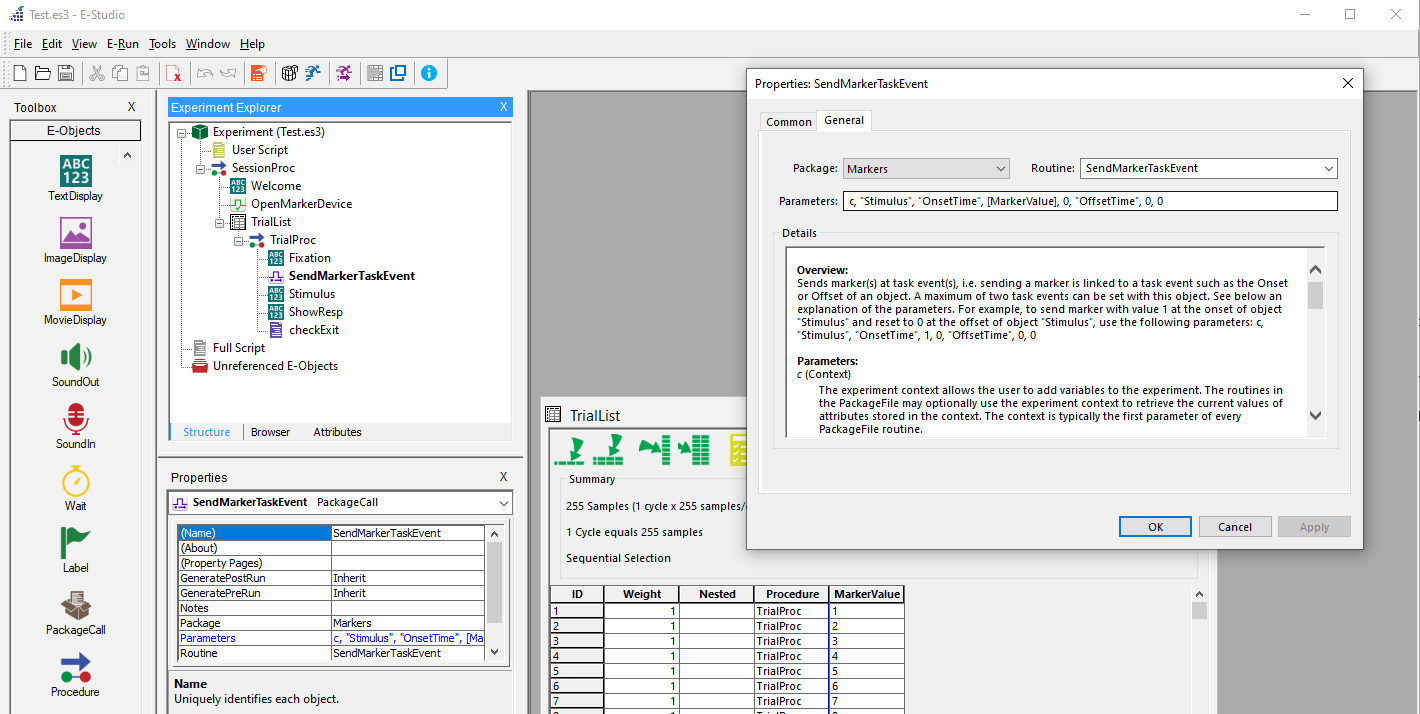 Test.es3 - E-Studio
File Edit View E-Run Tools Window Help
Toolbox X
E-Objects
ABC
123
TextDisplay
ImageDisplay
MovieDisplay
SoundOut
SoundIn
Wait
Label
PackageCall
Procedure
Experiment Explorer X
Experiment (Test.es3)
User Script
SessionProc
ABC
123
Welcome
OpenMarkerDevice
TrialList
TrialProc
ABC
123
Fixation
SendMarkerTaskEvent
ABC
123
Stimulus
ABC
123
ShowResp
checkExit
Full Script
Unreferenced E-Objects
Structure Browser Attributes
Properties X
SendMarkerTaskEvent PackageCall
(Name) SendMarkerTaskEvent
(About)
(Property Pages)
GeneratePostRun Inherit
GeneratePreRun Inherit
Notes
Package Markers
Parameters c, "Stimulus", "OnsetTime", [Ma
Routine SendMarkerTaskEvent
Name
Uniquely identifies each object.
TrialList
Summary
255 Samples (1 cycle x 255 samples/
1 Cycle equals 255 samples
Sequential Selection
ID Weight Nested Procedure MarkerValue
1 1 TrialProc 1
2 1 TrialProc 2
3 1 TrialProc 3
4 1 TrialProc 4
5 1 TrialProc 5
6 1 TrialProc 6
7 1 TrialProc 7
Properties: SendMarkerTaskEvent
Common General
Package: Markers Routine: SendMarkerTaskEvent
Parameters: c, "Stimulus", "OnsetTime", [MarkerValue], 0, "OffsetTime", 0, 0
Details
Overview:
Sends marker(s) at task event(s), i.e. sending a marker is linked to a task event such as the Onset
or Offset of an object. A maximum of two task events can be set with this object. See below an
explanation of the parameters. For example, to send marker with value 1 at the onset of object
"Stimulus" and reset to 0 at the offset of object "Stimulus", use the following parameters: c,
"Stimulus", "OnsetTime", 1, 0, "OffsetTime", 0, 0
Parameters:
c (Context)
The experiment context allows the user to add variables to the experiment. The routines in
the PackageFile may optionally use the experiment context to retrieve the current values of
attributes stored in the context. The context is typically the first parameter of every
PackageFile routine.
OK Cancel Apply